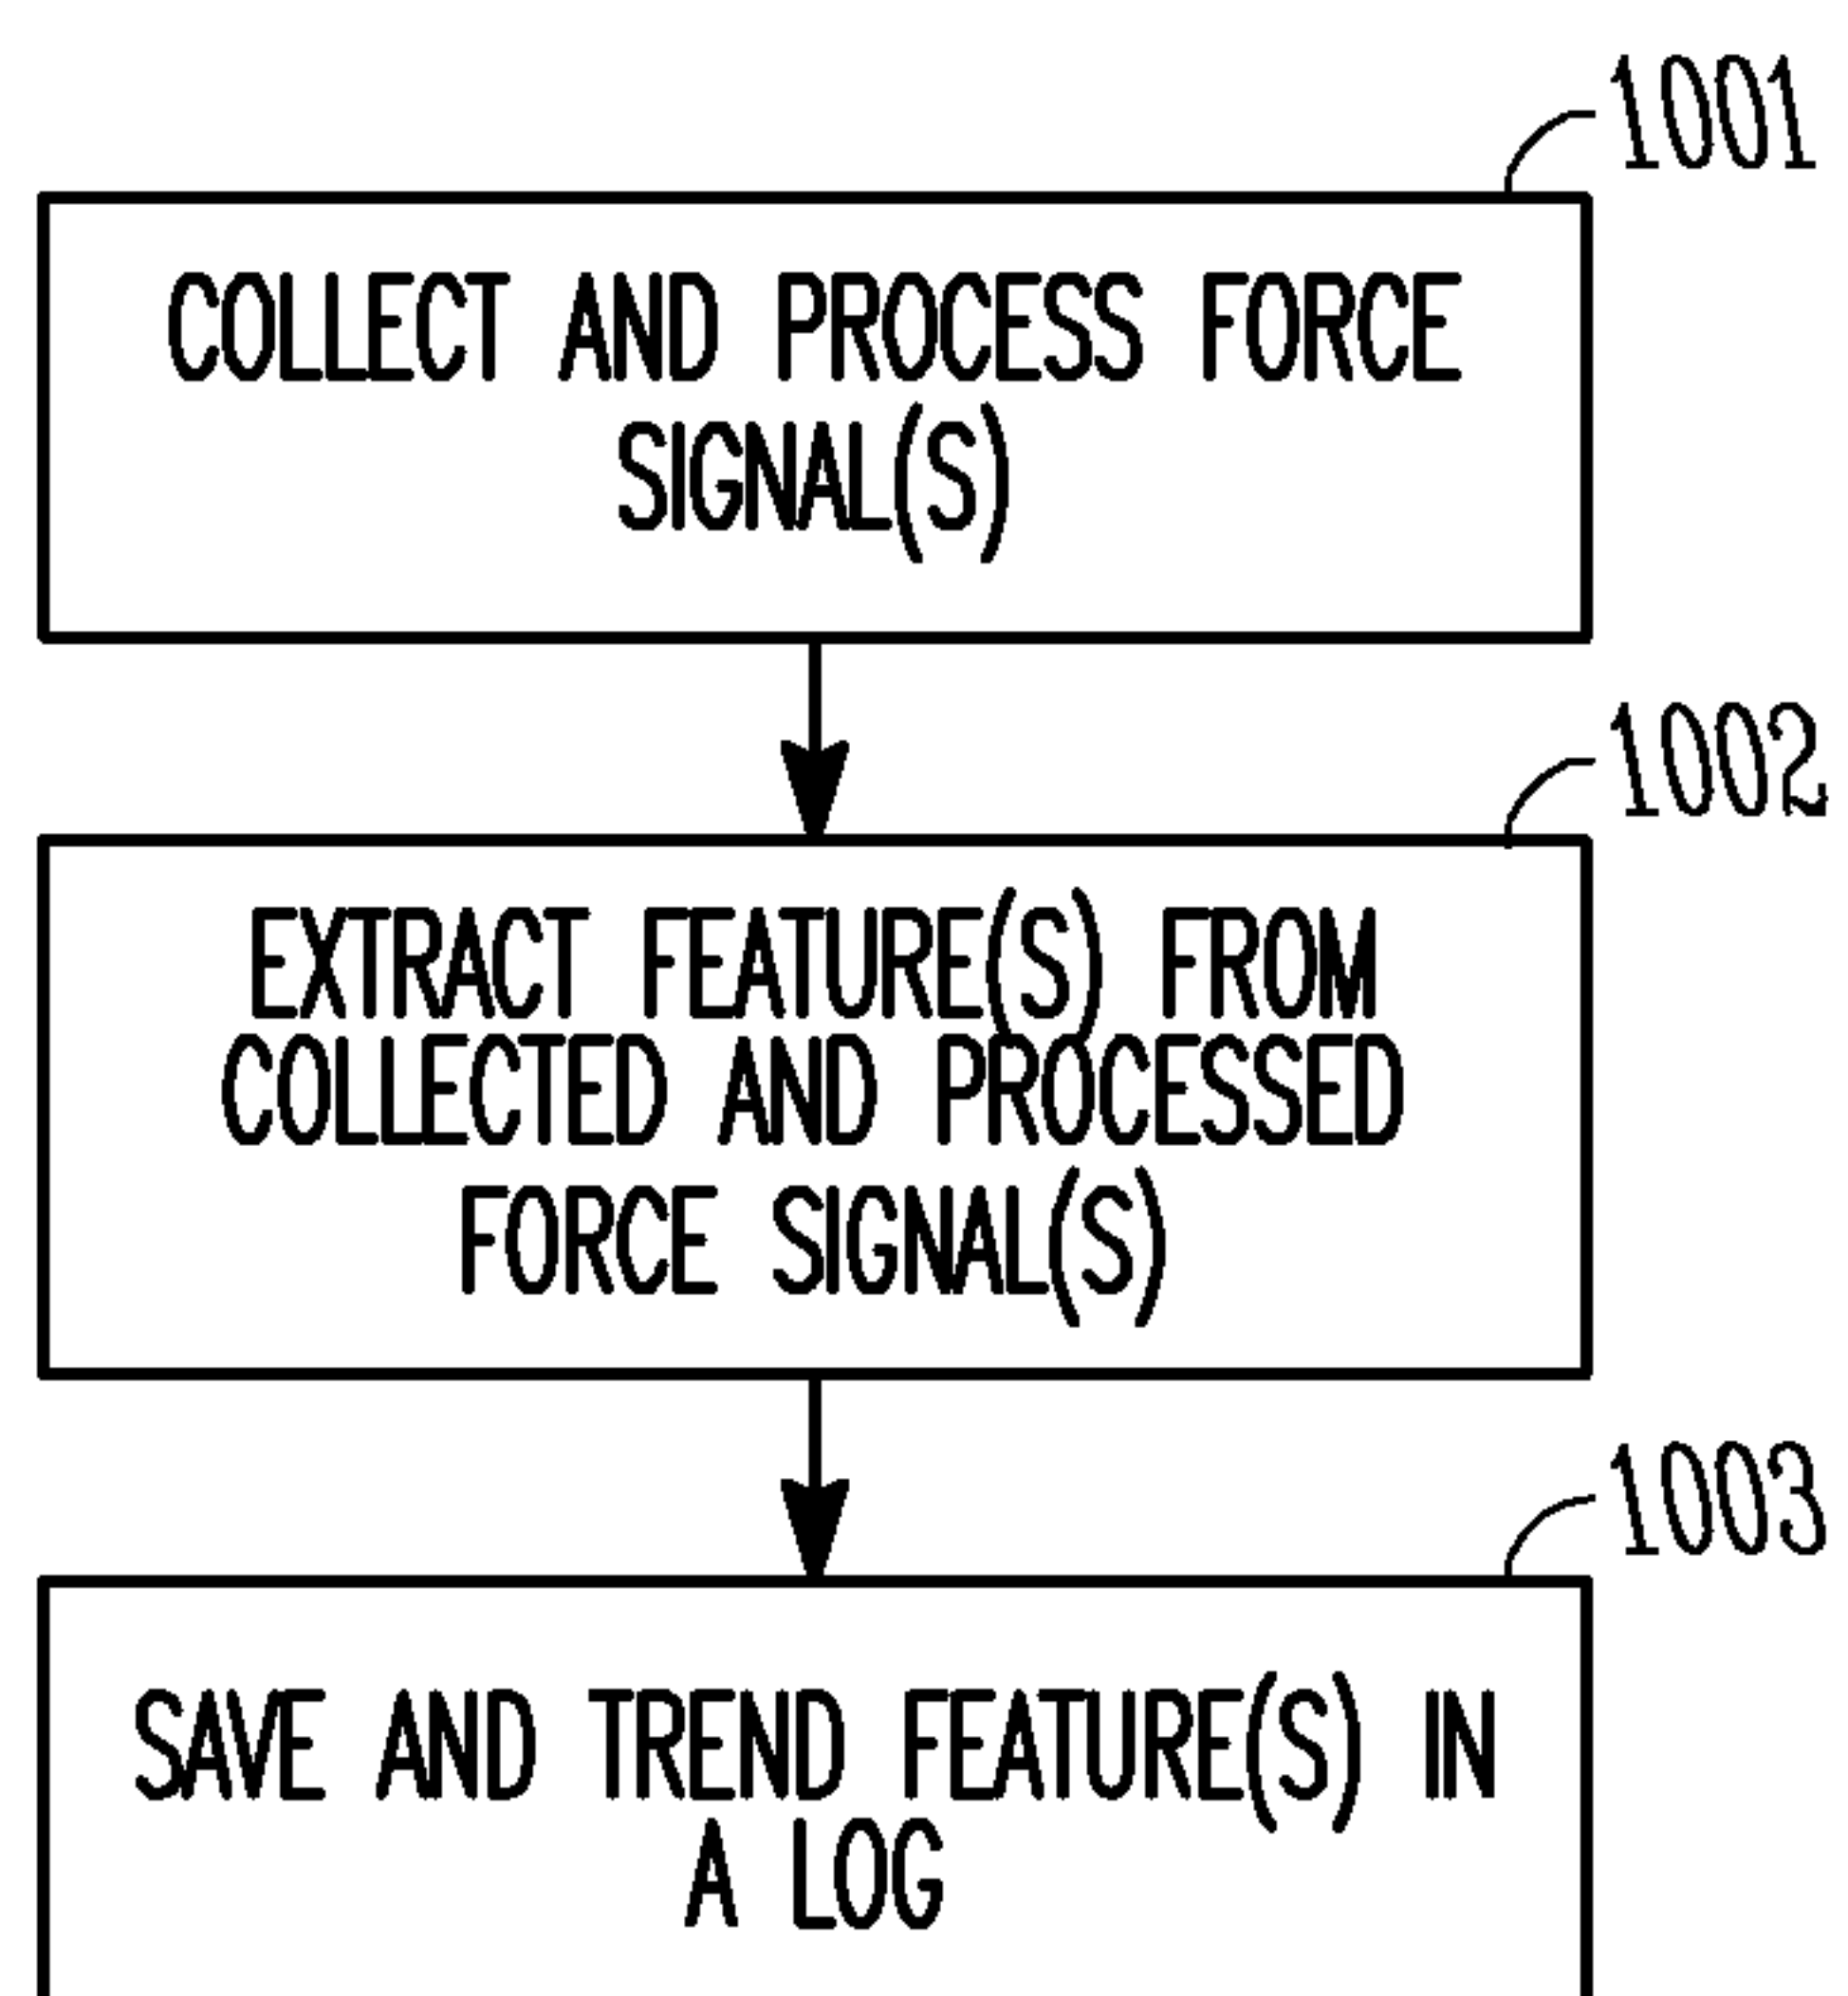 1001
COLLECT AND PROCESS FORCE
SIGNAL(S)
1002
EXTRACT FEATURE(S) FROM
COLLECTED AND PROCESSED
FORCE SIGNAL(S)
1003
SAVE AND TREND FEATURE(S) IN
A LOG